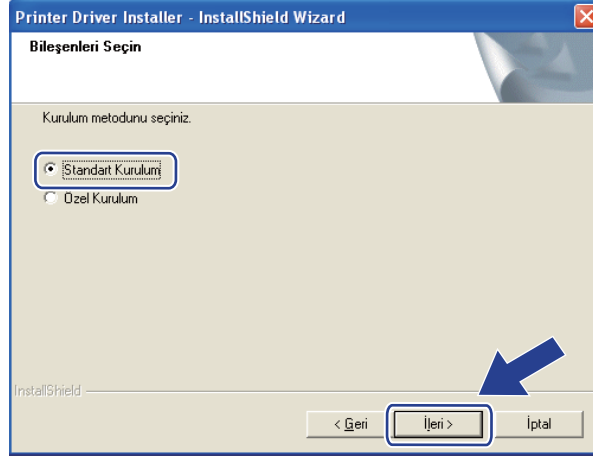 Printer Driver Installer - InstallShield Wizard
Bileşenleri Seçin
Kurulum metodunu seçiniz.
Standart Kurulum
Özel Kurulum
InstallShield
< Geri İleri > İptal